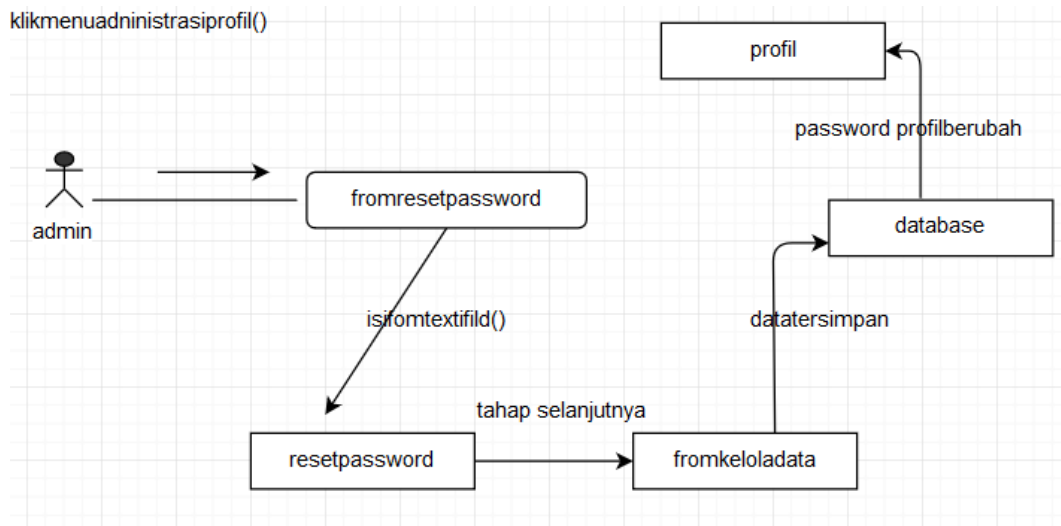 klikmenuadninistrasiprofil()
profil
password profilberubah
fromresetpassword
database
admin
isifomtextifild()
datatersimpan
tahap selanjutnya
resetpassword
fromkeloladata